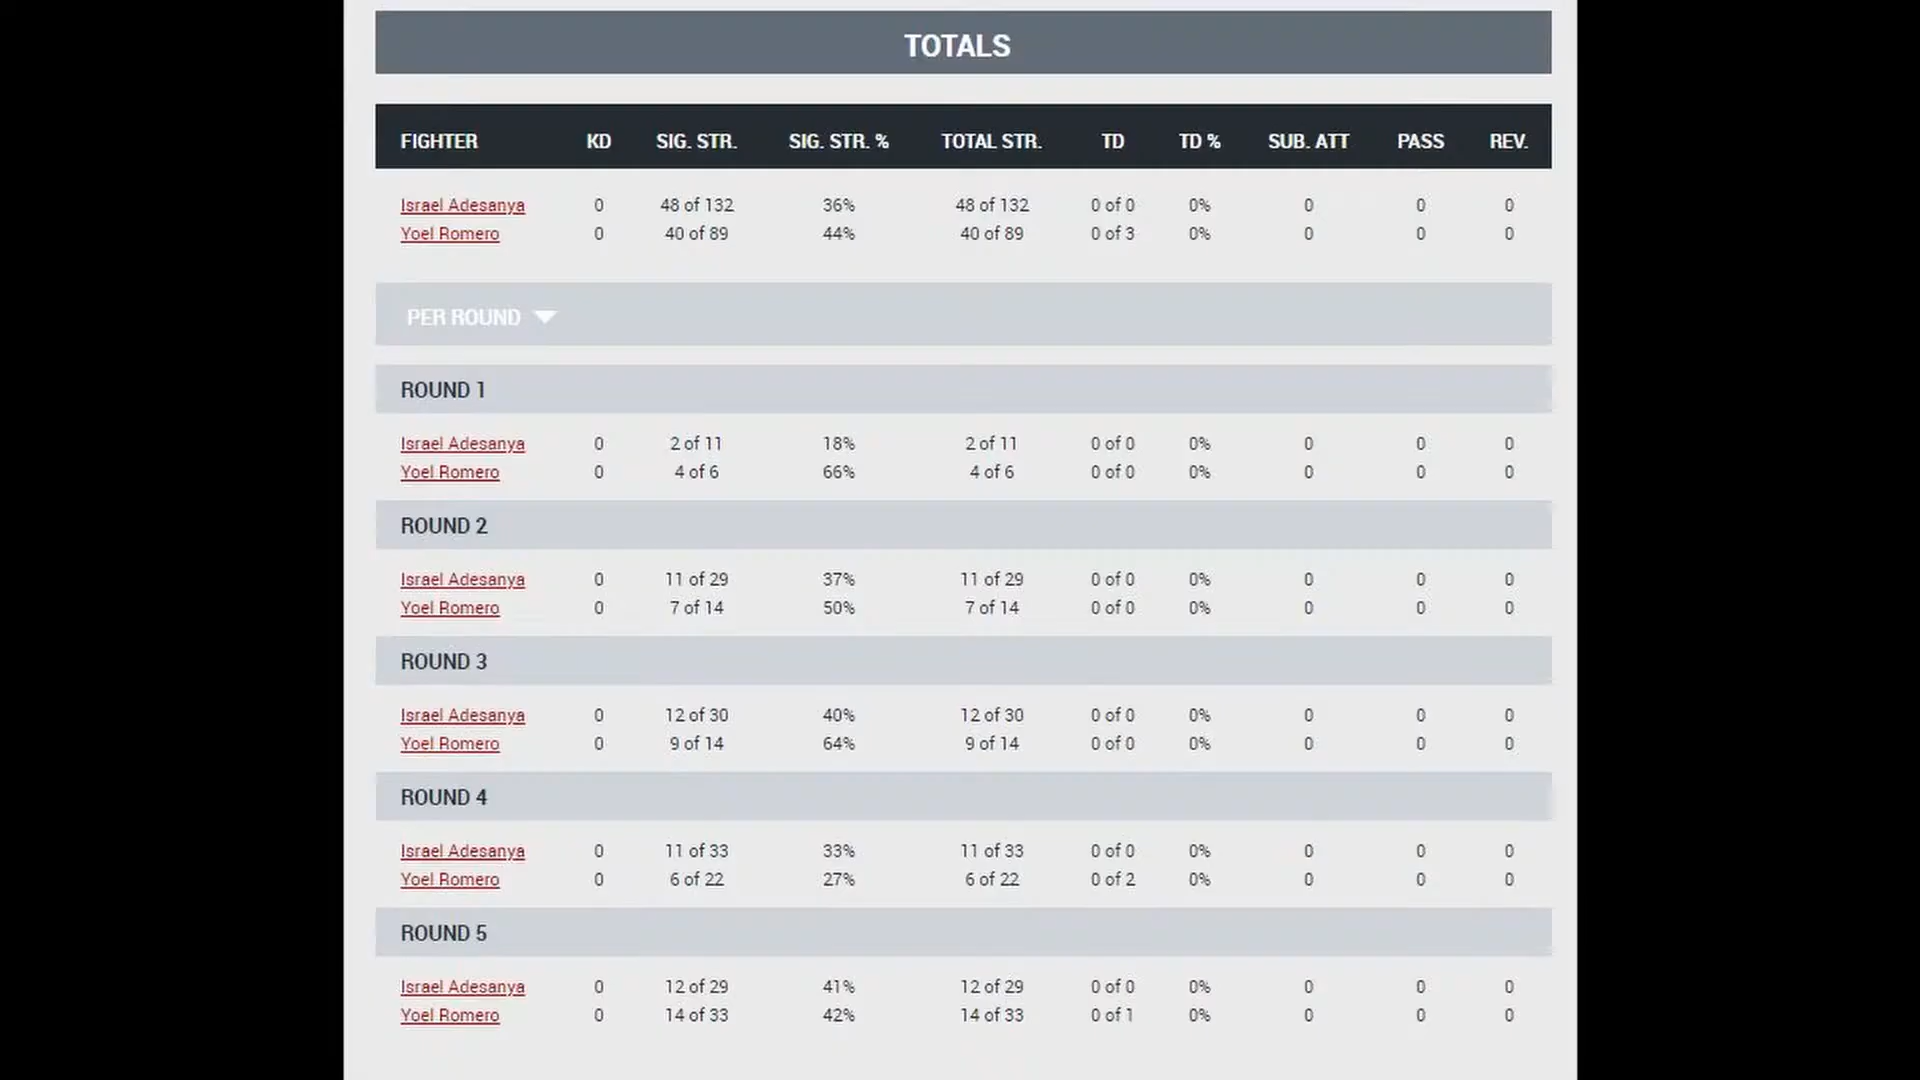 TOTALS
FIGHTER KD SIG. STR. SIG. STR. % TOTAL STR. TD TD % SUB. ATT PASS REV.
Israel Adesanya 0 48 of 132 36% 48 of 132 0 of 0 0% 0 0 0
Yoel Romero 0 40 of 89 44% 40 of 89 0 of 3 0% 0 0 0
PER ROUND
ROUND 1
Israel Adesanya 0 2 of 11 18% 2 of 11 0 of 0 0% 0 0 0
Yoel Romero 0 4 of 6 66% 4 of 6 0 of 0 0% 0 0 0
ROUND 2
Israel Adesanya 0 11 of 29 37% 11 of 29 0 of 0 0% 0 0 0
Yoel Romero 0 7 of 14 50% 7 of 14 0 of 0 0% 0 0 0
ROUND 3
Israel Adesanya 0 12 of 30 40% 12 of 30 0 of 0 0% 0 0 0
Yoel Romero 0 9 of 14 64% 9 of 14 0 of 0 0% 0 0 0
ROUND 4
Israel Adesanya 0 11 of 33 33% 11 of 33 0 of 0 0% 0 0 0
Yoel Romero 0 6 of 22 27% 6 of 22 0 of 2 0% 0 0 0
ROUND 5
Israel Adesanya 0 12 of 29 41% 12 of 29 0 of 0 0% 0 0 0
Yoel Romero 0 14 of 33 42% 14 of 33 0 of 1 0% 0 0 0